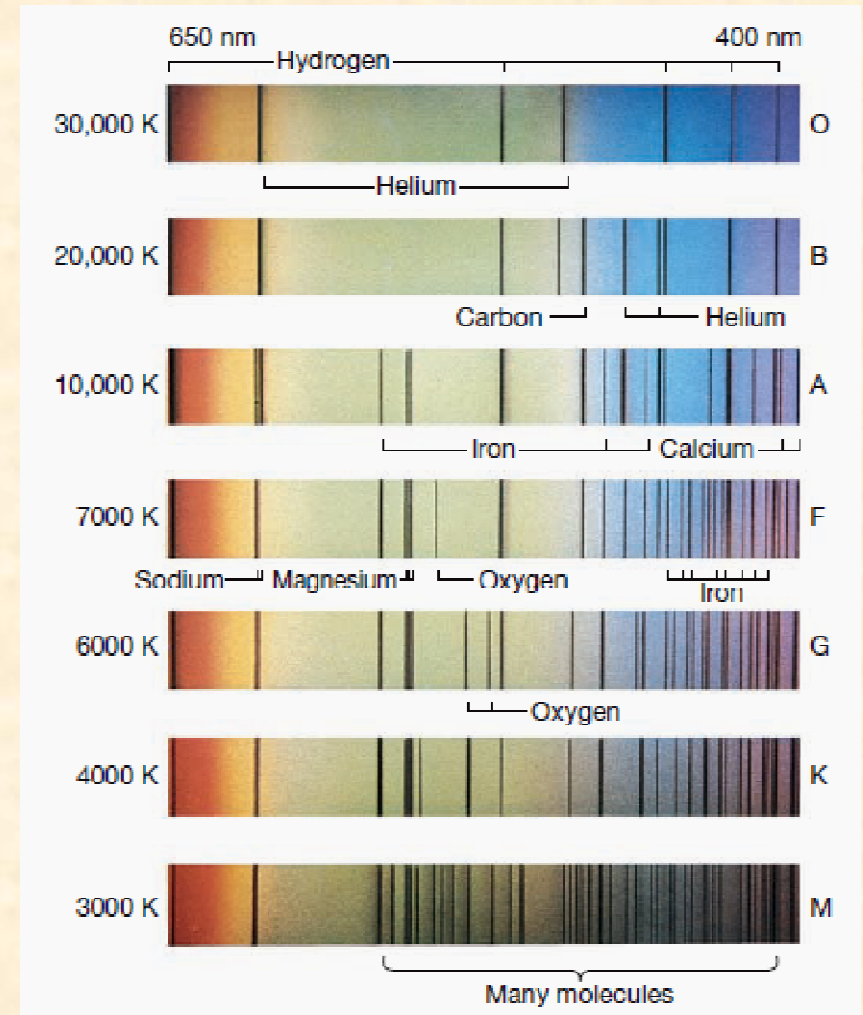 650 nm 400 nm
Hydrogen
30,000 K O
Helium
20,000 K B
Carbon Helium
10,000 K A
Iron Calcium
7000 K F
Sodium Magnesium Oxygen Iron
6000 K G
Oxygen
4000 K K
3000 K M
Many molecules